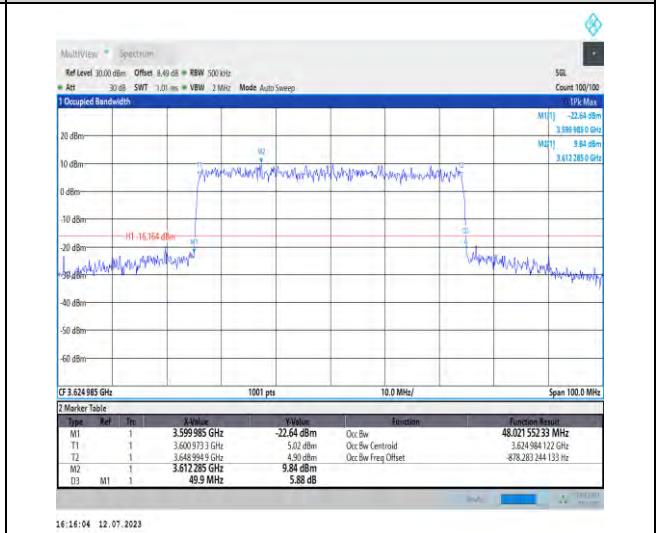 MultiView Spectrum
Ref Level 30.00 dBm Offset 8.49 dB RBW 500 kHz SGL
Att 30 dB SWT 1.01 ms VBW 2 MHz Mode Auto Sweep Count 100/100
1 Occupied Bandwidth 1Pk Max
M1[1] -22.64 dBm
3.599 985 0 GHz
M2[1] 9.84 dBm
3.612 285 0 GHz
20 dBm
M2
10 dBm
0 dBm
-10 dBm
H1 -16.164 dBm
M1
-20 dBm
-30 dBm
-40 dBm
-50 dBm
-60 dBm
CF 3.624 985 GHz 1001 pts 10.0 MHz/ Span 100.0 MHz
2 Marker Table
Type Ref Trc X-Value Y-Value Function Function Result
M1 1 3.599 985 GHz -22.64 dBm Occ Bw 48.021 552 33 MHz
T1 1 3.600 973 3 GHz 5.02 dBm Occ Bw Centroid 3.624 984 122 GHz
T2 1 3.648 994 9 GHz 4.90 dBm Occ Bw Freq Offset -878.283 244 133 Hz
M2 1 3.612 285 GHz 9.84 dBm
D3 M1 1 49.9 MHz 5.88 dB
16:16:04 12.07.2023